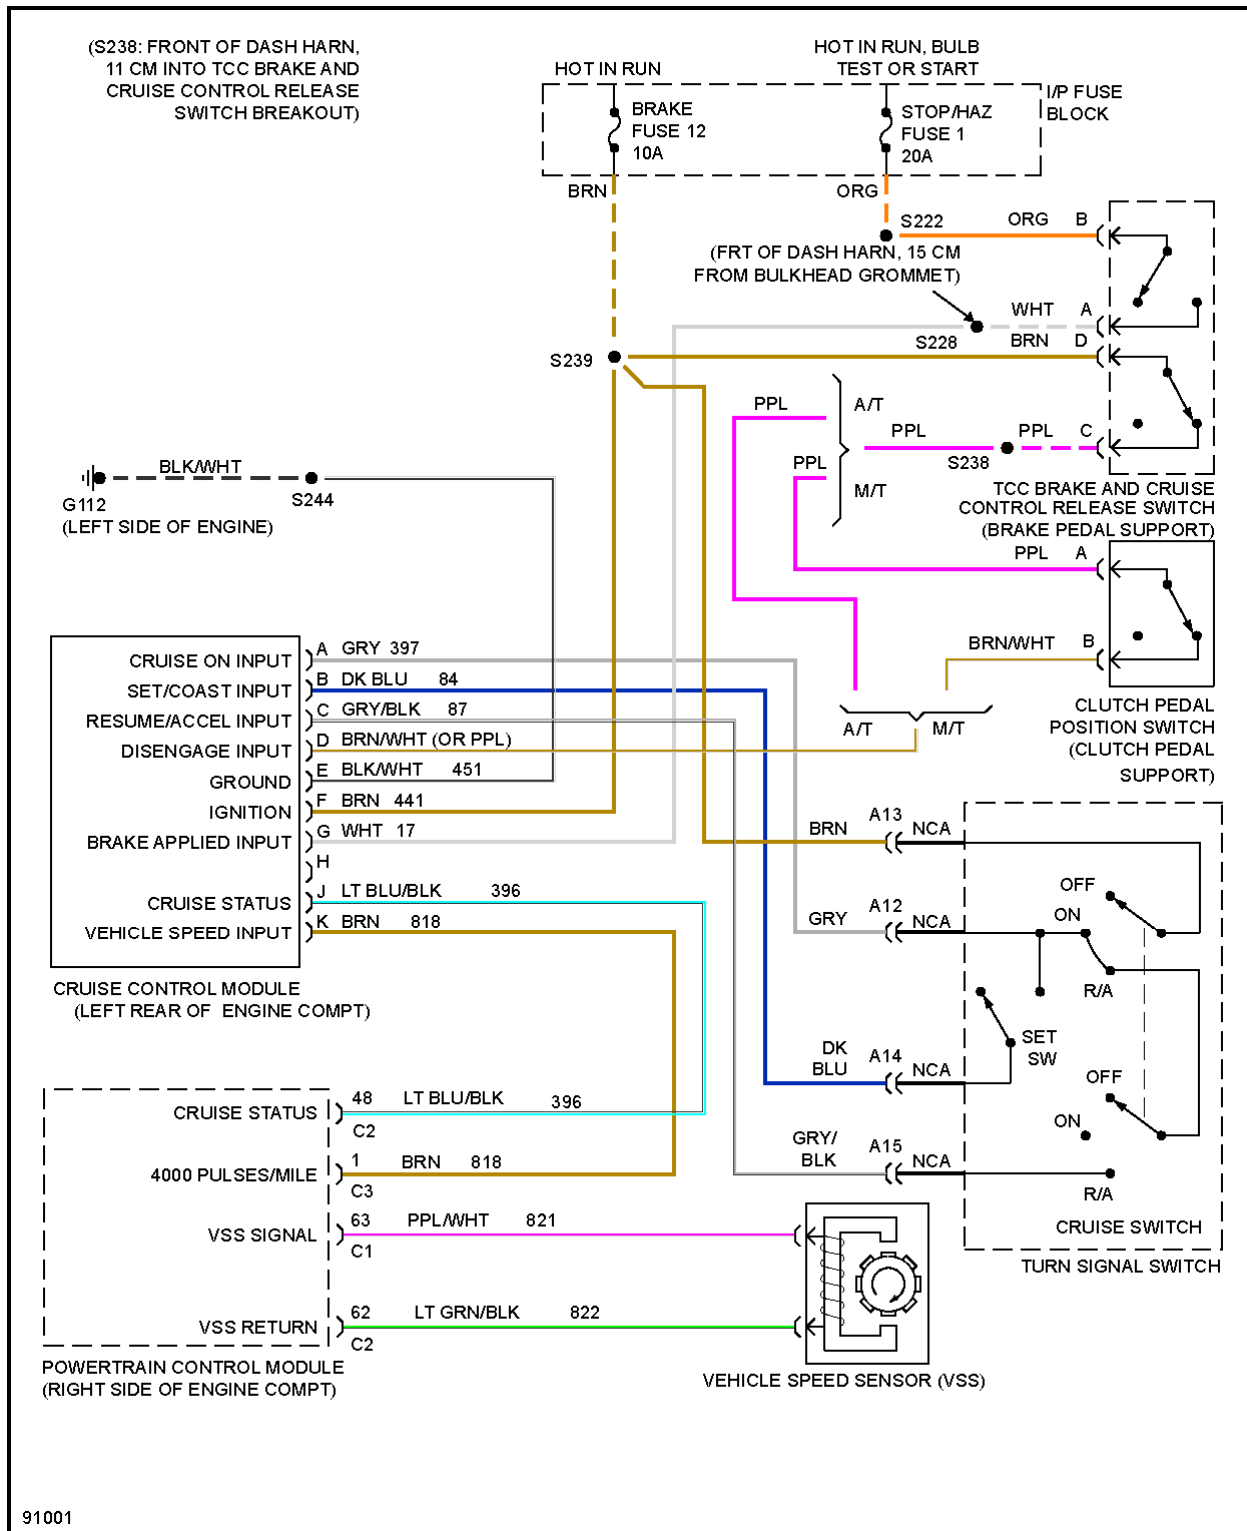 (S238: FRONT OF DASH HARN,
11 CM INTO TCC BRAKE AND
CRUISE CONTROL RELEASE
SWITCH BREAKOUT)
HOT IN RUN
HOT IN RUN, BULB
TEST OR START
BRAKE
FUSE 12
10A
STOP/HAZ
FUSE 1
20A
I/P FUSE
BLOCK
BRN
ORG
S222
ORG B
(FRT OF DASH HARN, 15 CM
FROM BULKHEAD GROMMET)
WHT A
S228
BRN D
S239
PPL
A/T
PPL
S238
PPL C
PPL
M/T
TCC BRAKE AND CRUISE
CONTROL RELEASE SWITCH
(BRAKE PEDAL SUPPORT)
BLK/WHT
G112
(LEFT SIDE OF ENGINE)
S244
PPL A
BRN/WHT B
CLUTCH PEDAL
POSITION SWITCH
(CLUTCH PEDAL
SUPPORT)
A/T
M/T
CRUISE ON INPUT A GRY 397
SET/COAST INPUT B DK BLU 84
RESUME/ACCEL INPUT C GRY/BLK 87
DISENGAGE INPUT D BRN/WHT (OR PPL)
GROUND E BLK/WHT 451
IGNITION F BRN 441
BRAKE APPLIED INPUT G WHT 17
H
CRUISE STATUS J LT BLU/BLK 396
VEHICLE SPEED INPUT K BRN 818
CRUISE CONTROL MODULE
(LEFT REAR OF ENGINE COMPT)
BRN A13 NCA
GRY A12 NCA
OFF
ON
R/A
SET
SW
DK
BLU
A14 NCA
OFF
ON
GRY/
BLK
A15 NCA
R/A
CRUISE SWITCH
TURN SIGNAL SWITCH
CRUISE STATUS 48 LT BLU/BLK 396
C2
4000 PULSES/MILE 1 BRN 818
C3
VSS SIGNAL 63 PPL/WHT 821
C1
VSS RETURN 62 LT GRN/BLK 822
C2
POWERTRAIN CONTROL MODULE
(RIGHT SIDE OF ENGINE COMPT)
VEHICLE SPEED SENSOR (VSS)
91001